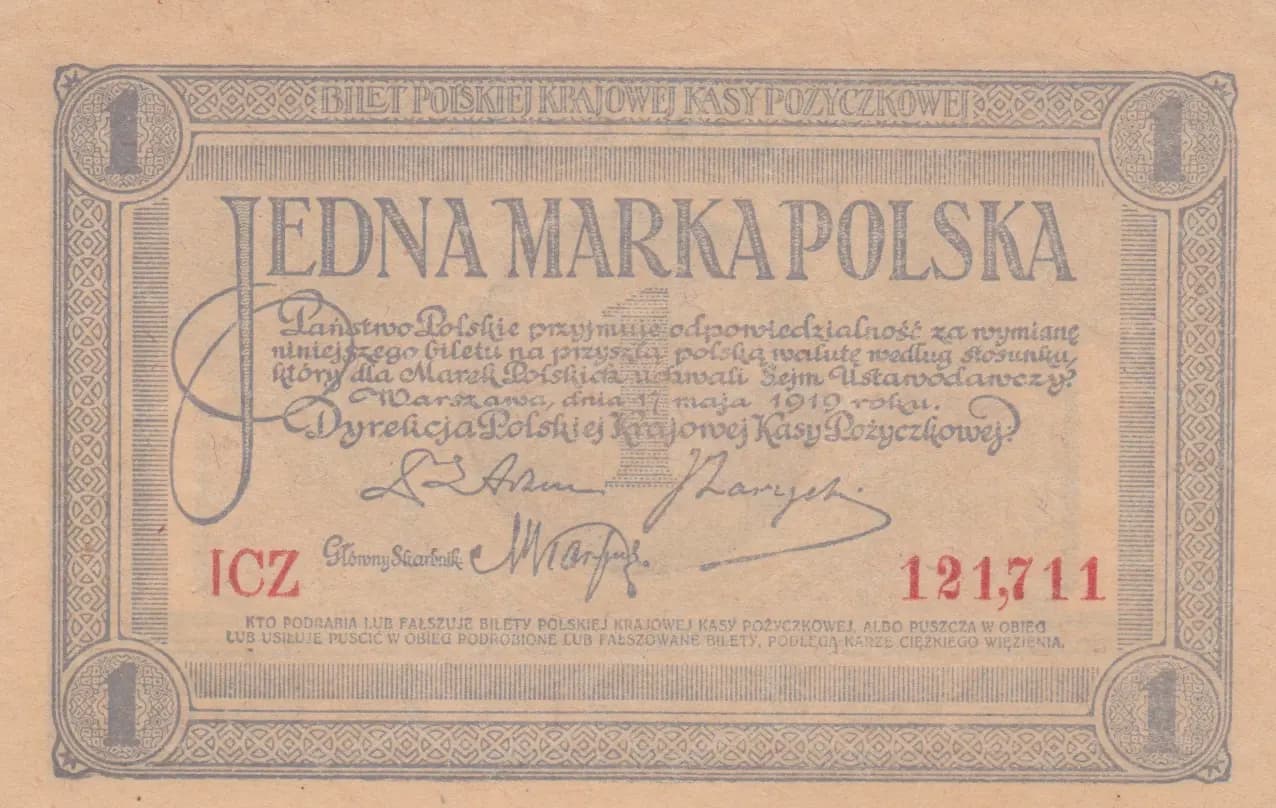 1 BILET POLSKIEJ KRAJOWEJ KASY POŻYCZKOWEJ 1
JEDNA MARKA POLSKA
1
Państwo Polskie przyjmuje odpowiedzialność za wymianę
niniejszego biletu na przyszłą polską walutę według stosunku,
który dla Marek Polskich uchwali Sejm Ustawodawczy.
Warszawa, dnia 17 maja 1919 roku.
Dyrekcja Polskiej Krajowej Kasy Pożyczkowej.
Główny Skarbnik
ICZ 121,711
KTO PODRABIA LUB FAŁSZUJE BILETY POLSKIEJ KRAJOWEJ KASY POŻYCZKOWEJ, ALBO PUSZCZA W OBIEG
LUB USIŁUJE PUŚCIĆ W OBIEG PODROBIONE LUB FAŁSZOWANE BILETY, PODLEGA KARZE CIĘŻKIEGO WIĘZIENIA.
1 1